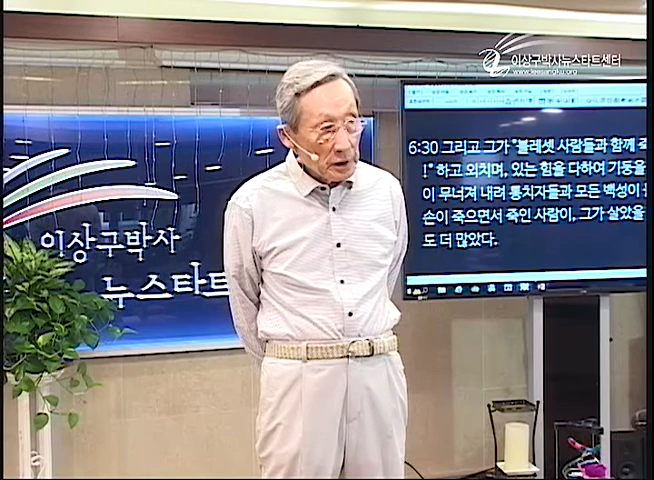 이상구박사뉴스타트센터
www.leesangku.org
6:30 그리고 그가 "블레셋 사람들과 함께
!" 하고 외치며, 있는 힘을 다하여 기둥을
이 무너져 내려 통치자들과 모든 백성이
손이 죽으면서 죽인 사람이, 그가 살았을
도 더 많았다.
이상구박사
뉴스타트